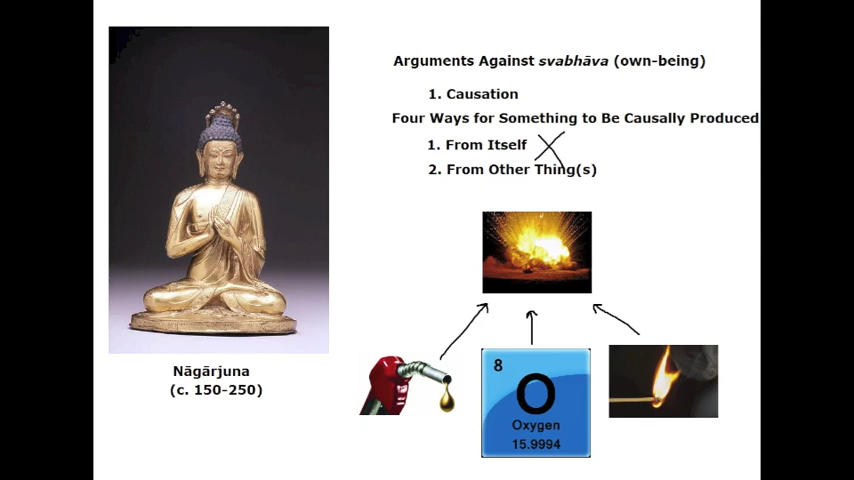 Arguments Against svabhāva (own-being)
1. Causation
Four Ways for Something to Be Causally Produced
1. From Itself
2. From Other Thing(s)
8
O
Oxygen
15.9994
Nāgārjuna
(c. 150-250)